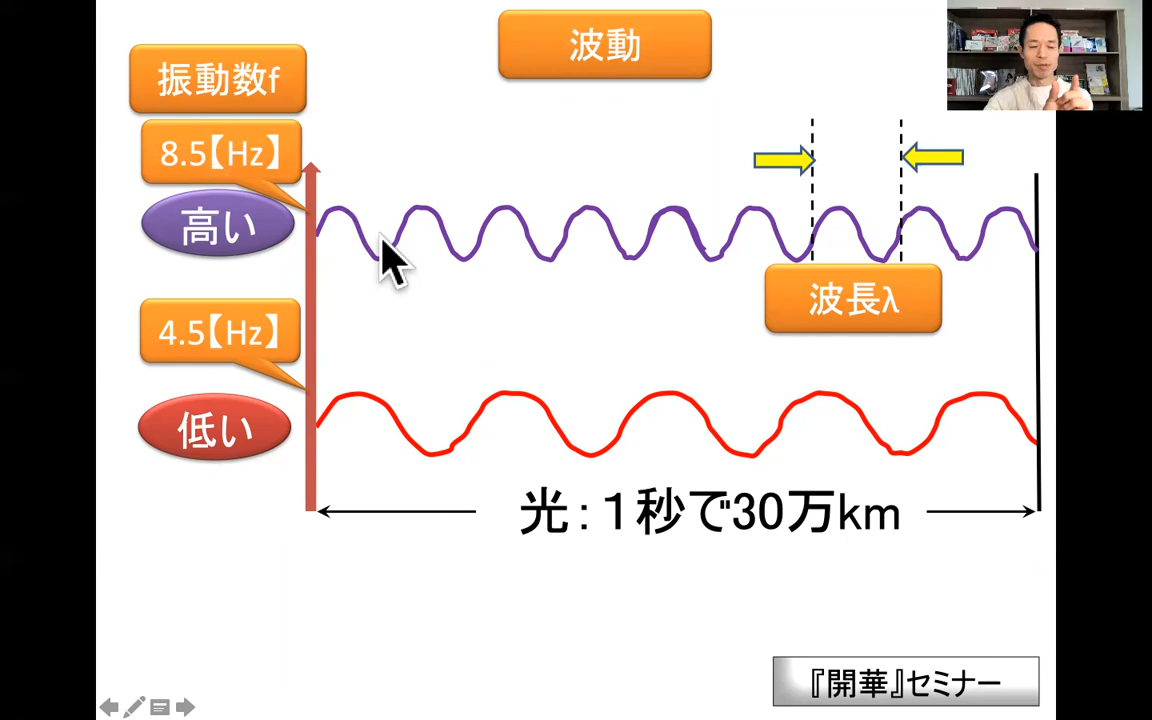 波動
振動数f
8.5【Hz】
高い
波長λ
4.5【Hz】
低い
光：１秒で30万km
『開華』セミナー